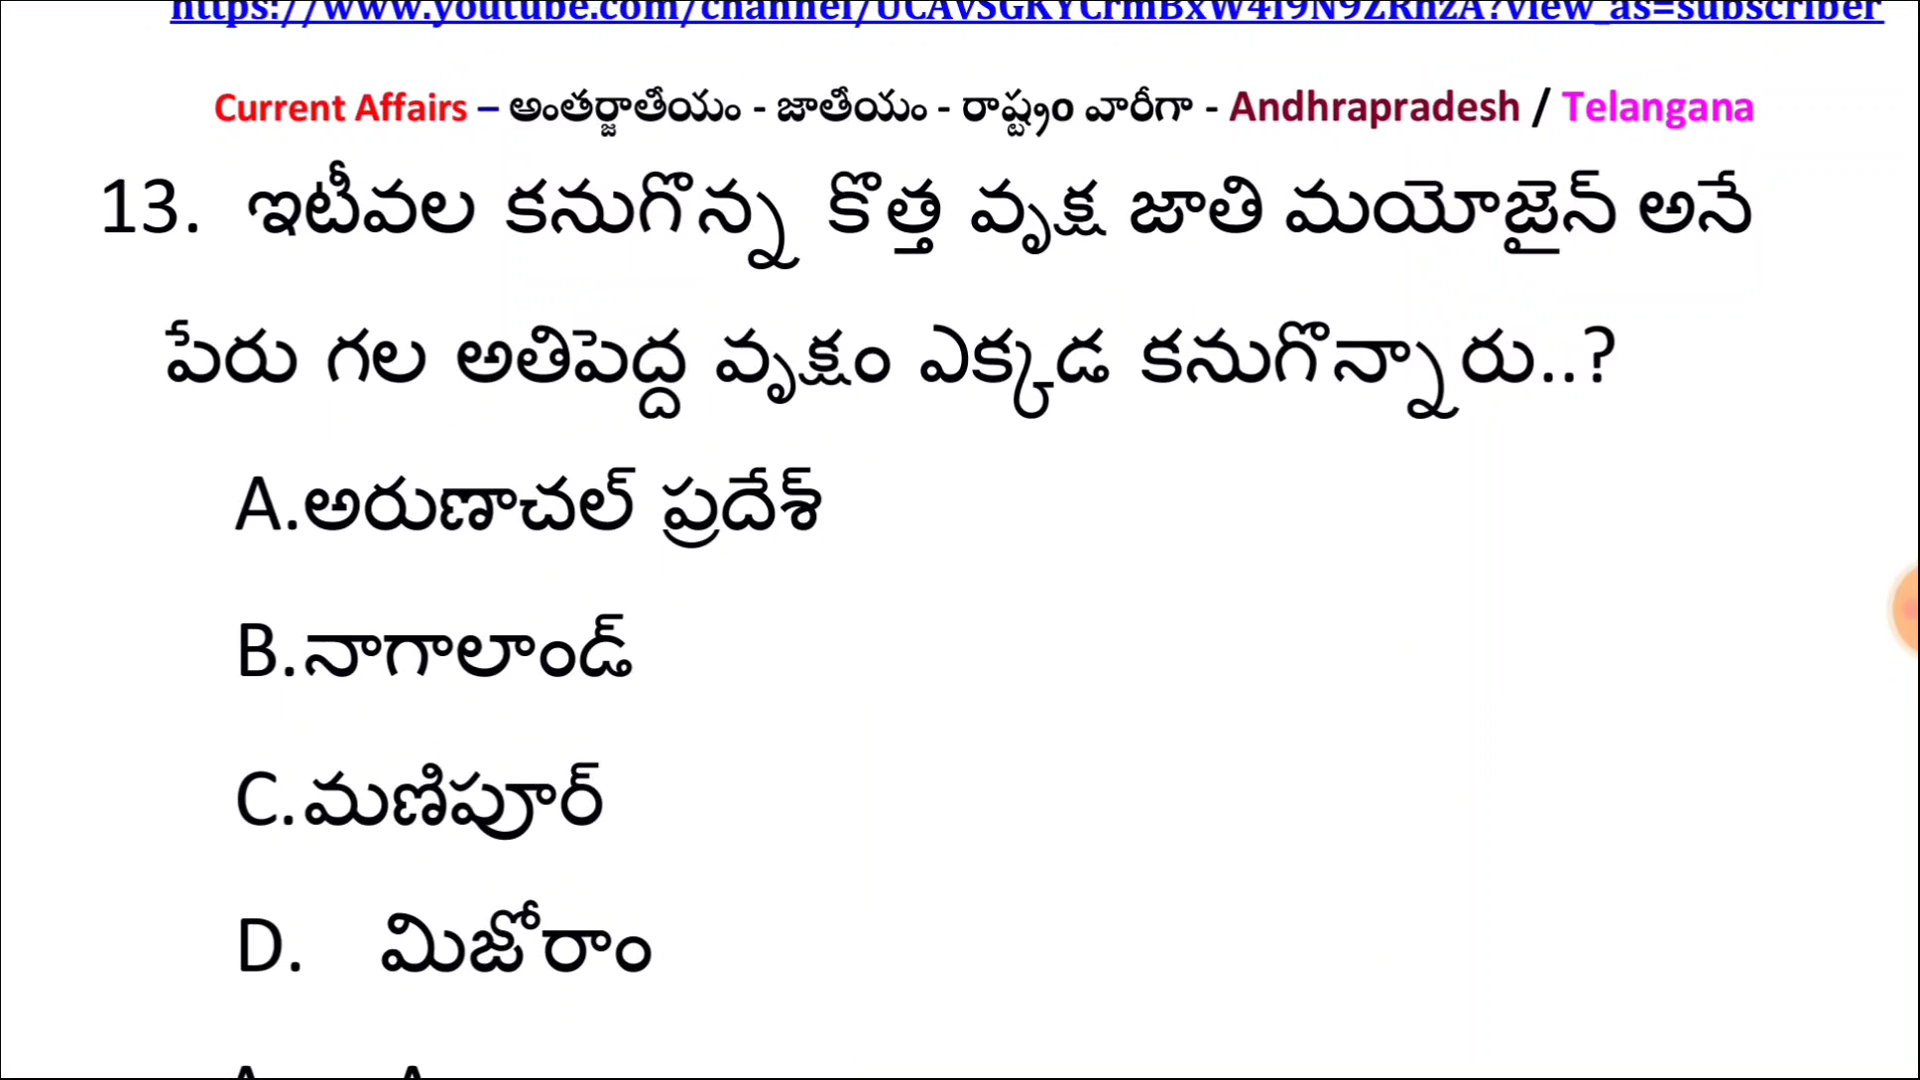 https://www.youtube.com/channel/UCAvSGKYCrmBxW4I9N9ZRnzA?view_as=subscriber
Current Affairs – అంతర్జాతీయం - జాతీయం - రాష్ట్రం వారీగా - Andhrapradesh / Telangana
13. ఇటీవల కనుగొన్న కొత్త వృక్ష జాతి మయోజైన్ అనే
పేరు గల అతిపెద్ద వృక్షం ఎక్కడ కనుగొన్నారు..?
A.అరుణాచల్ ప్రదేశ్
B.నాగాలాండ్
C.మణిపూర్
D. మిజోరాం